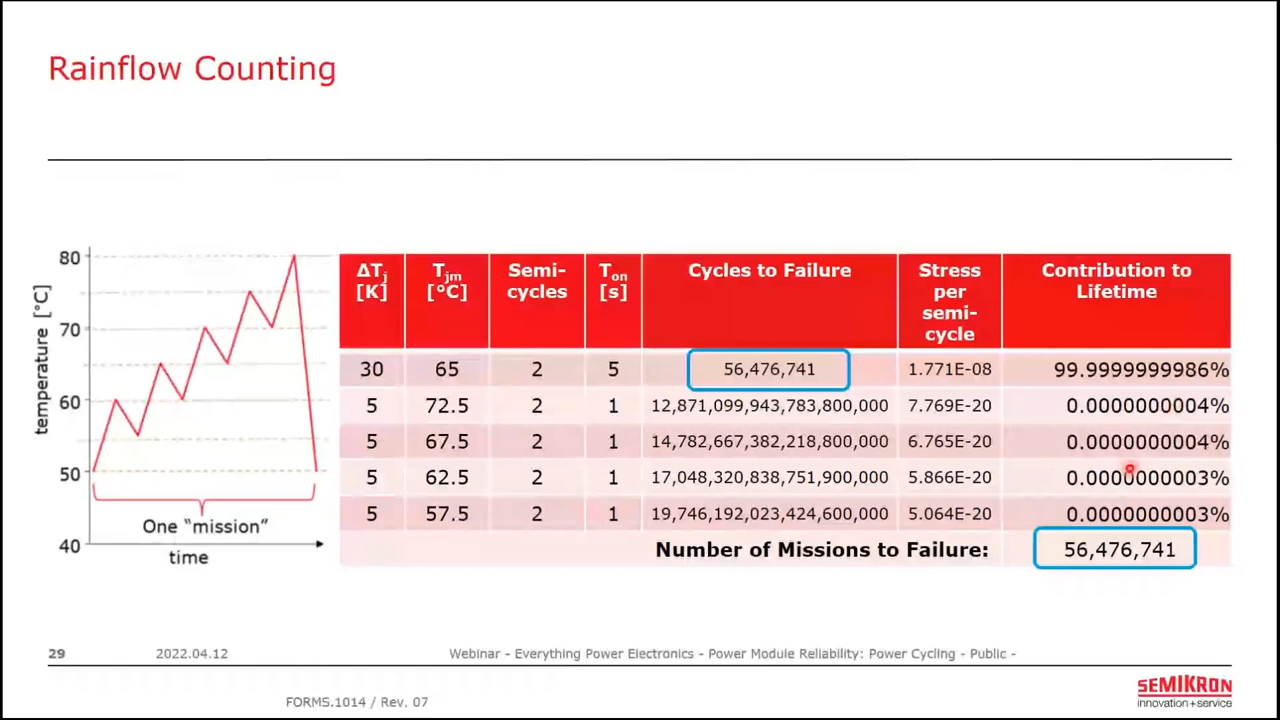 Rainflow Counting
temperature [°C]
80
70
60
50
40
One “mission”
time
ΔTj [K] Tjm [°C] Semi-cycles Ton [s] Cycles to Failure Stress per semi-cycle Contribution to Lifetime
30 65 2 5 56,476,741 1.771E-08 99.9999999986%
5 72.5 2 1 12,871,099,943,783,800,000 7.769E-20 0.0000000004%
5 67.5 2 1 14,782,667,382,218,800,000 6.765E-20 0.0000000004%
5 62.5 2 1 17,048,320,838,751,900,000 5.866E-20 0.0000000003%
5 57.5 2 1 19,746,192,023,424,600,000 5.064E-20 0.0000000003%
Number of Missions to Failure: 56,476,741
29 2022.04.12 Webinar - Everything Power Electronics - Power Module Reliability: Power Cycling - Public -
FORMS.1014 / Rev. 07
SEMIKRON
innovation+service